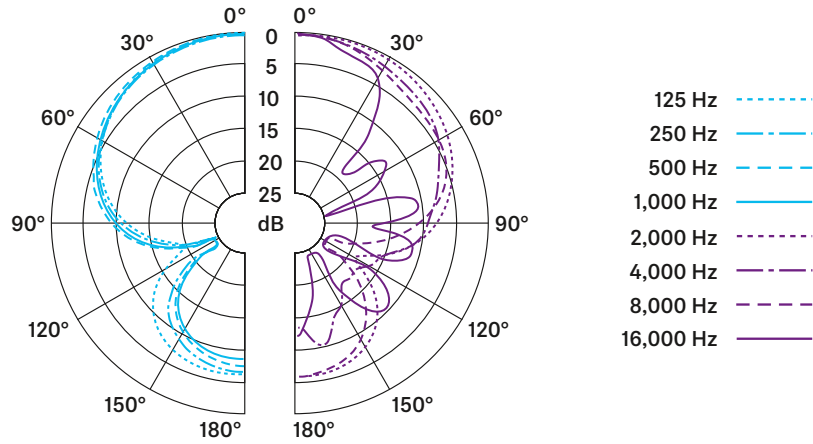 0° 0°
30° 0 30°
5
10
60° 15 60°
20
25
90° dB 90°
120° 120°
150° 150°
180° 180°
125 Hz
250 Hz
500 Hz
1,000 Hz
2,000 Hz
4,000 Hz
8,000 Hz
16,000 Hz